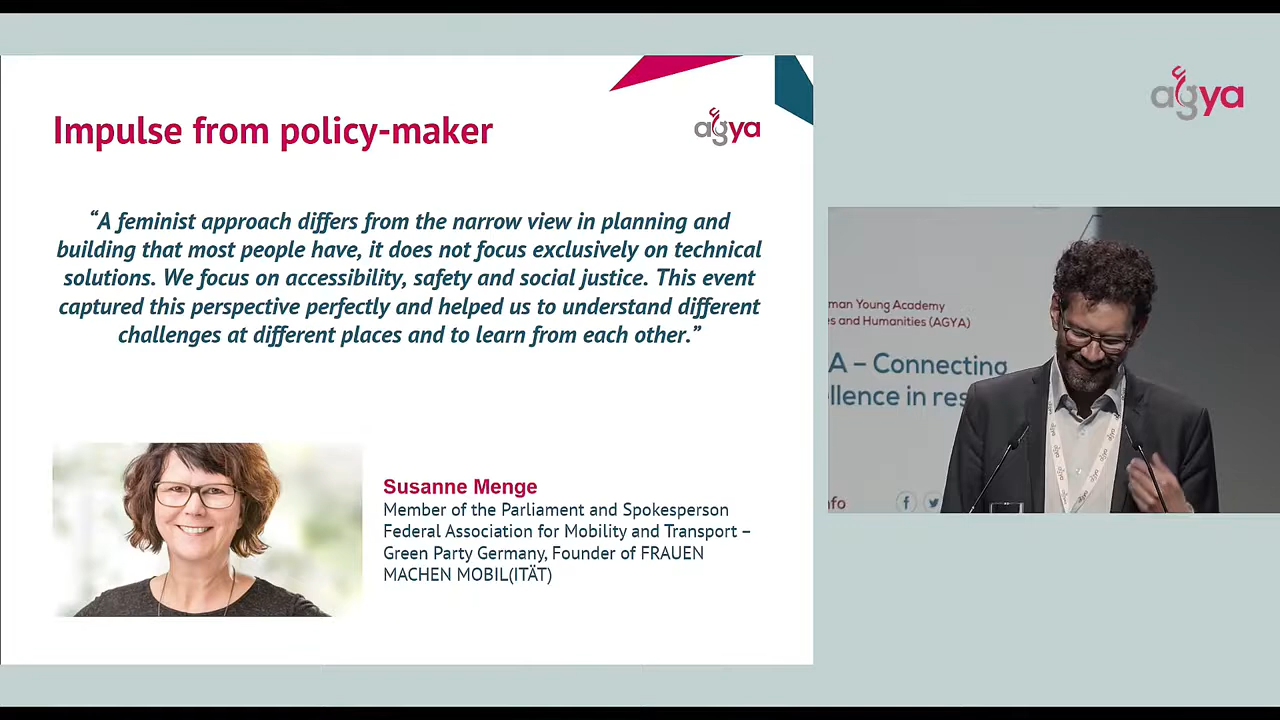 Impulse from policy-maker
agya
“A feminist approach differs from the narrow view in planning and
building that most people have, it does not focus exclusively on technical
solutions. We focus on accessibility, safety and social justice. This event
captured this perspective perfectly and helped us to understand different
challenges at different places and to learn from each other.”
Susanne Menge
Member of the Parliament and Spokesperson
Federal Association for Mobility and Transport –
Green Party Germany, Founder of FRAUEN
MACHEN MOBIL(ITÄT)
agya
man Young Academy
es and Humanities (AGYA)
A – Connecting
llence in res
nfo
agya